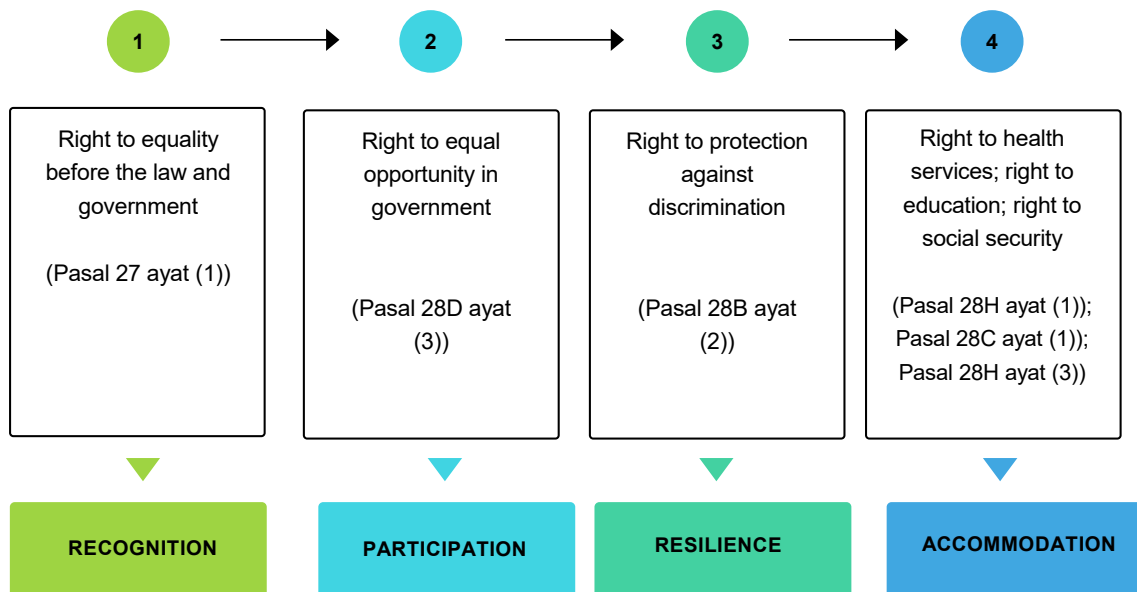 1
2
3
4
Right to equality
before the law and
government
(Pasal 27 ayat (1))
Right to equal
opportunity in
government
(Pasal 28D ayat
(3))
Right to protection
against
discrimination
(Pasal 28B ayat
(2))
Right to health
services; right to
education; right to
social security
(Pasal 28H ayat (1));
Pasal 28C ayat (1));
Pasal 28H ayat (3))
RECOGNITION
PARTICIPATION
RESILIENCE
ACCOMMODATION